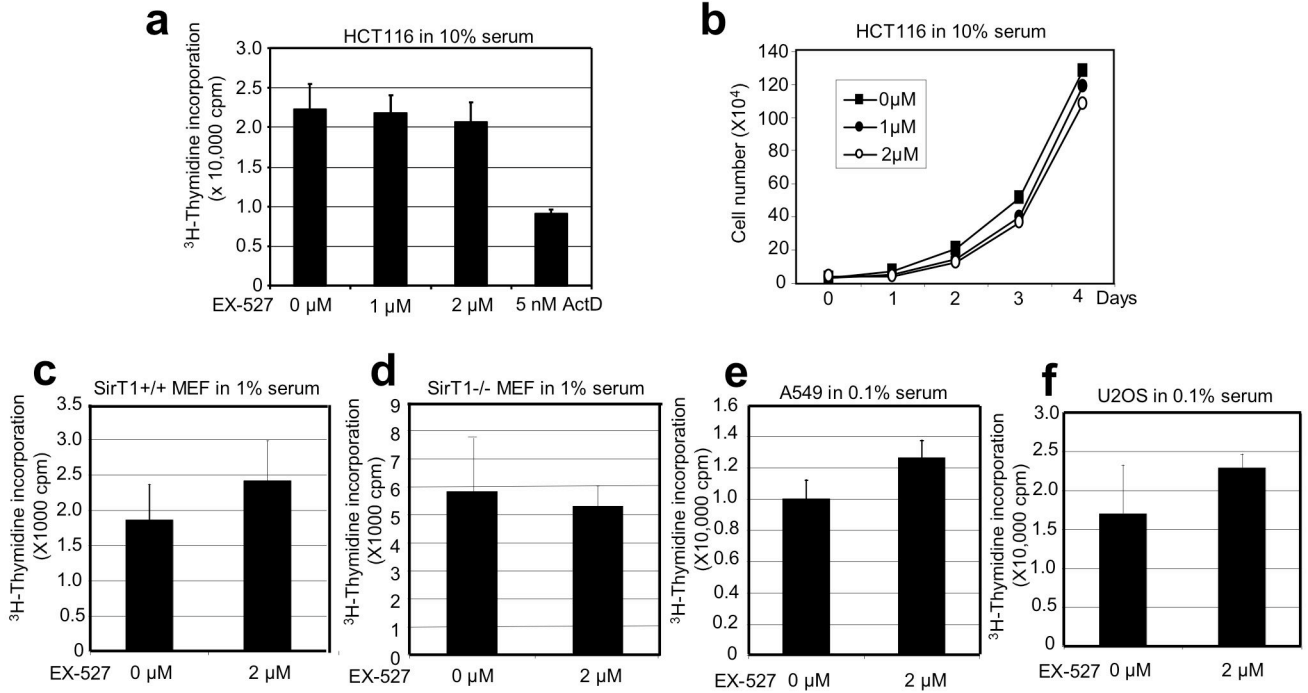 a
HCT116 in 10% serum
³H-Thymidine incorporation
(x 10,000 cpm)
3.0
2.5
2.0
1.5
1.0
0.5
0
EX-527 0 µM 1 µM 2 µM 5 nM ActD
b
HCT116 in 10% serum
Cell number (X10⁴)
140
120
100
80
60
40
20
0
0µM
1µM
2µM
0 1 2 3 4 Days
c
SirT1+/+ MEF in 1% serum
³H-Thymidine incorporation
(X1000 cpm)
3.5
3.0
2.5
2.0
1.5
1.0
0.5
0
EX-527 0 µM 2 µM
d
SirT1-/- MEF in 1% serum
³H-Thymidine incorporation
(X1000 cpm)
9
8
7
6
5
4
3
2
1
0
EX-527 0 µM 2 µM
e
A549 in 0.1% serum
³H-Thymidine incorporation
(X10,000 cpm)
1.6
1.4
1.2
1.0
0.8
0.6
0.4
0.2
0
EX-527 0 µM 2 µM
f
U2OS in 0.1% serum
³H-Thymidine incorporation
(X10,000 cpm)
3.0
2.5
2.0
1.5
1.0
0.5
0
EX-527 0 µM 2 µM